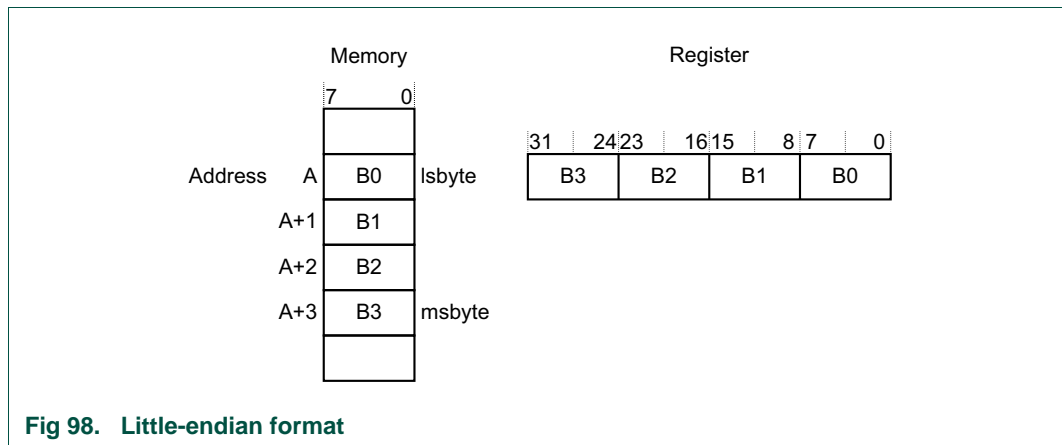 Memory Register
7 0
31 24 23 16 15 8 7 0
Address A B0 lsbyte B3 B2 B1 B0
A+1 B1
A+2 B2
A+3 B3 msbyte
Fig 98. Little-endian format